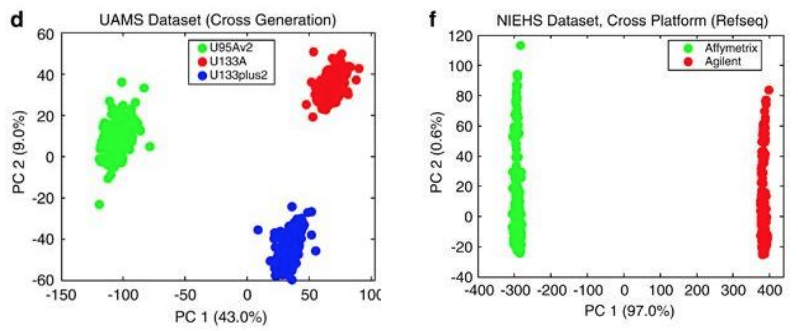 d
UAMS Dataset (Cross Generation)
U95Av2
U133A
U133plus2
60
40
20
0
-20
-40
-60
PC 2 (9.0%)
-150 -100 -50 0 50 100
PC 1 (43.0%)
f
NIEHS Dataset, Cross Platform (Refseq)
Affymetrix
Agilent
120
100
80
60
40
20
0
-20
-40
PC 2 (0.6%)
-400 -300 -200 -100 0 100 200 300 400
PC 1 (97.0%)